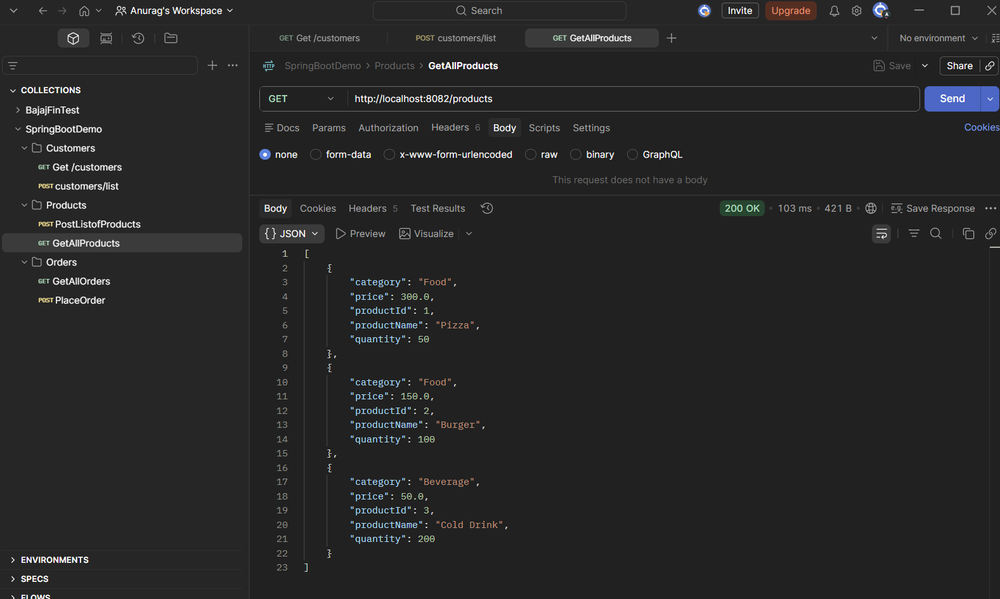 Anurag's Workspace
Search
Invite
Upgrade
A
GET Get /customers
POST customers/list
GET GetAllProducts
No environment
HTTP
SpringBootDemo > Products > GetAllProducts
Save
Share
COLLECTIONS
BajajFinTest
SpringBootDemo
Customers
GET Get /customers
POST customers/list
Products
POST PostListofProducts
GET GetAllProducts
Orders
GET GetAllOrders
POST PlaceOrder
ENVIRONMENTS
SPECS
FLOWS
GET http://localhost:8082/products
Send
Docs Params Authorization Headers 6 Body Scripts Settings
Cookies
none form-data x-www-form-urlencoded raw binary GraphQL
This request does not have a body
Body Cookies Headers 5 Test Results
200 OK • 103 ms • 421 B •
e.g. Save Response
{} JSON Preview Visualize
1 [
2 {
3 "category": "Food",
4 "price": 300.0,
5 "productId": 1,
6 "productName": "Pizza",
7 "quantity": 50
8 },
9 {
10 "category": "Food",
11 "price": 150.0,
12 "productId": 2,
13 "productName": "Burger",
14 "quantity": 100
15 },
16 {
17 "category": "Beverage",
18 "price": 50.0,
19 "productId": 3,
20 "productName": "Cold Drink",
21 "quantity": 200
22 }
23 ]